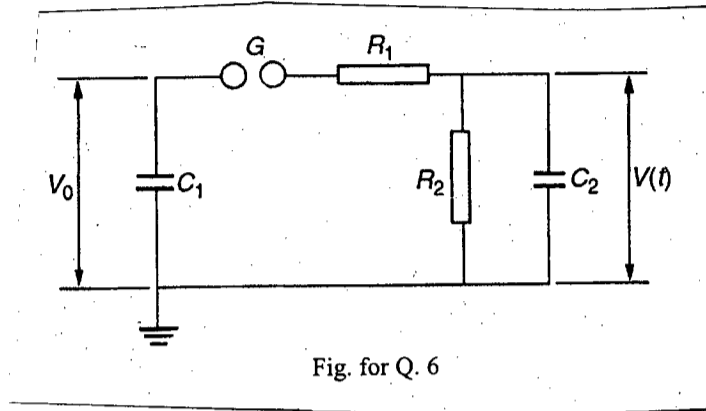 G
R₁
V₀
C₁
R₂
C₂
V(t)
Fig. for Q. 6